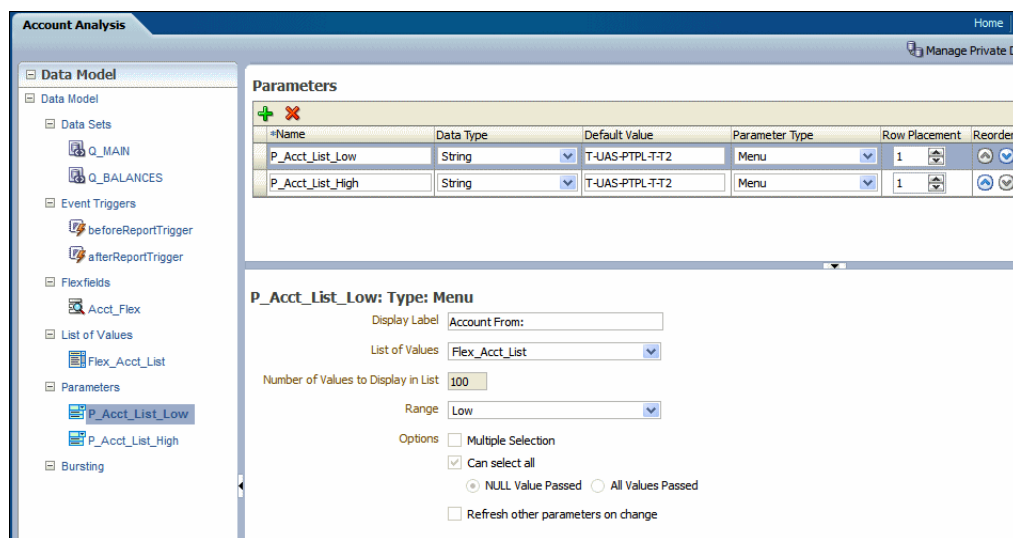 Account Analysis
Home
Manage Private D
Data Model
Data Model
Data Sets
Q_MAIN
Q_BALANCES
Event Triggers
beforeReportTrigger
afterReportTrigger
Flexfields
Acct_Flex
List of Values
Flex_Acct_List
Parameters
P_Acct_List_Low
P_Acct_List_High
Bursting
Parameters
*Name Data Type Default Value Parameter Type Row Placement Reorder
P_Acct_List_Low String T-UAS-PTPL-T-T2 Menu 1
P_Acct_List_High String T-UAS-PTPL-T-T2 Menu 1
P_Acct_List_Low: Type: Menu
Display Label Account From:
List of Values Flex_Acct_List
Number of Values to Display in List 100
Range Low
Options Multiple Selection
Can select all
NULL Value Passed All Values Passed
Refresh other parameters on change